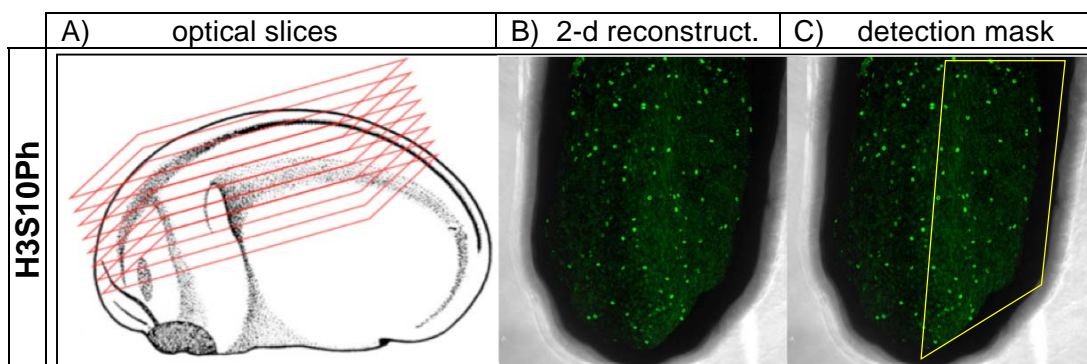 A) optical slices B) 2-d reconstruct. C) detection mask
H3S10Ph